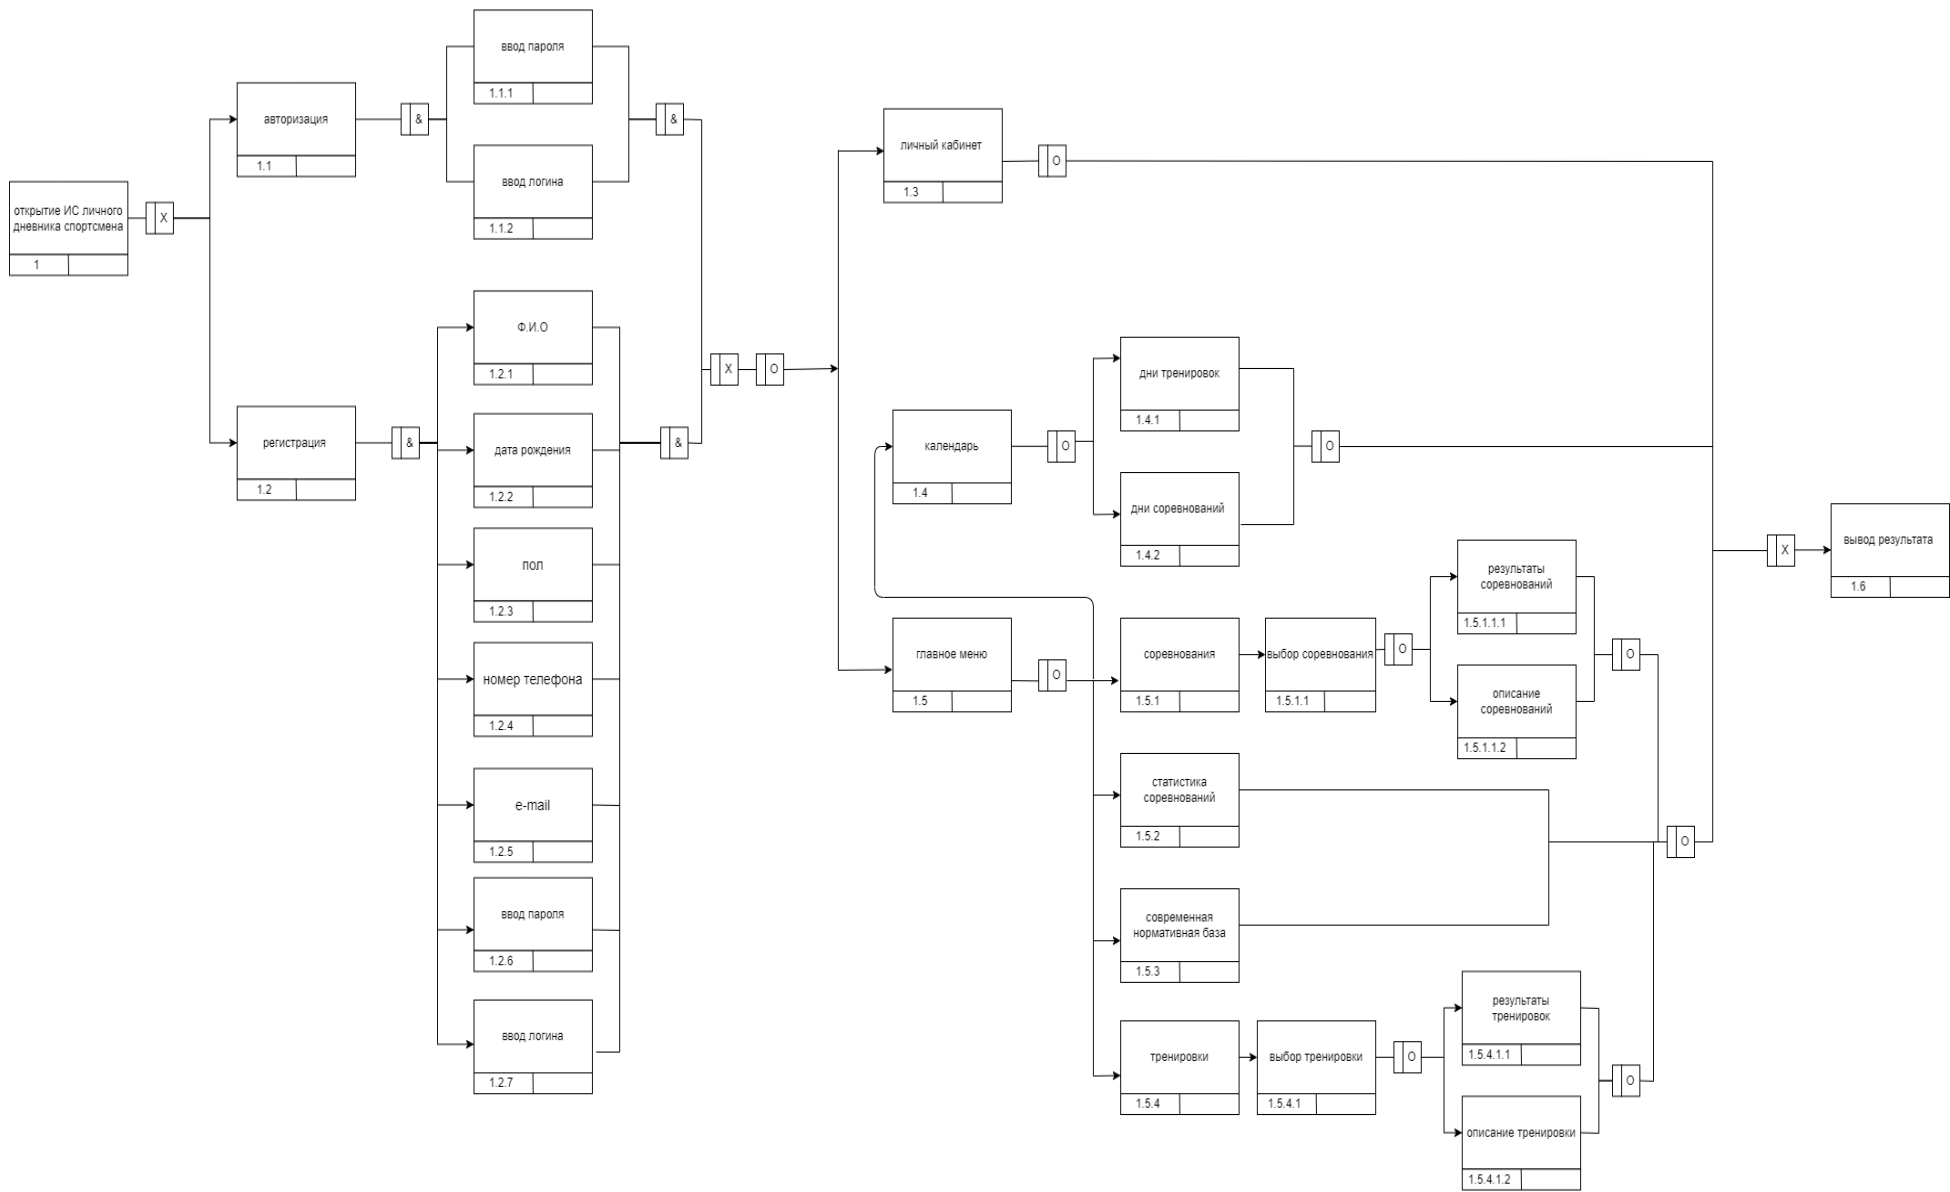 открытие ИС личного
дневника спортсмена
1
X
авторизация
1.1
&
ввод пароля
1.1.1
ввод логина
1.1.2
&
регистрация
1.2
&
Ф.И.О
1.2.1
дата рождения
1.2.2
пол
1.2.3
номер телефона
1.2.4
e-mail
1.2.5
ввод пароля
1.2.6
ввод логина
1.2.7
&
X
O
личный кабинет
1.3
O
календарь
1.4
O
дни тренировок
1.4.1
дни соревнований
1.4.2
O
главное меню
1.5
O
соревнования
1.5.1
выбор соревнования
1.5.1.1
O
результаты
соревнований
1.5.1.1.1
описание
соревнований
1.5.1.1.2
O
статистика
соревнований
1.5.2
современная
нормативная база
1.5.3
тренировки
1.5.4
выбор тренировки
1.5.4.1
O
результаты
тренировок
1.5.4.1.1
описание тренировки
1.5.4.1.2
O
O
X
вывод результата
1.6